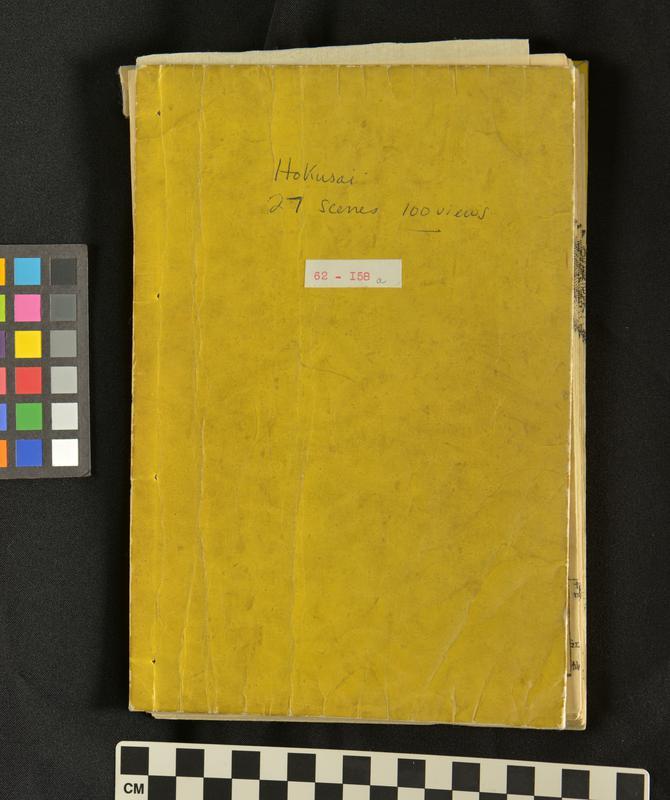 Hokusai
27 scenes 100 views
62 - I58 a
CM